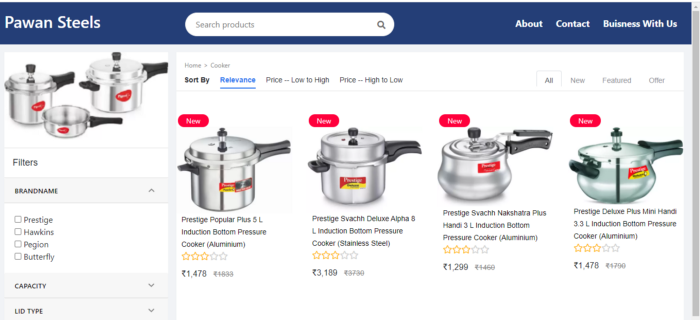 Pawan Steels
Search products
About Contact Buisness With Us
Home > Cooker
Sort By Relevance Price -- Low to High Price -- High to Low
All New Featured Offer
Filters
BRANDNAME
Prestige
Hawkins
Pegion
Butterfly
CAPACITY
LID TYPE
New
Prestige
Prestige Popular Plus 5 L
Induction Bottom Pressure
Cooker (Aluminium)
₹1,478 ₹1833
New
Prestige
Prestige Svachh Deluxe Alpha 8
L Induction Bottom Pressure
Cooker (Stainless Steel)
₹3,189 ₹3730
New
Prestige
Prestige Svachh Nakshatra Plus
Handi 3 L Induction Bottom
Pressure Cooker (Aluminium)
₹1,299 ₹1460
New
Prestige
Prestige Deluxe Plus Mini Handi
3 3 L Induction Bottom
Pressure Cooker (Aluminium)
₹1,478 ₹1790